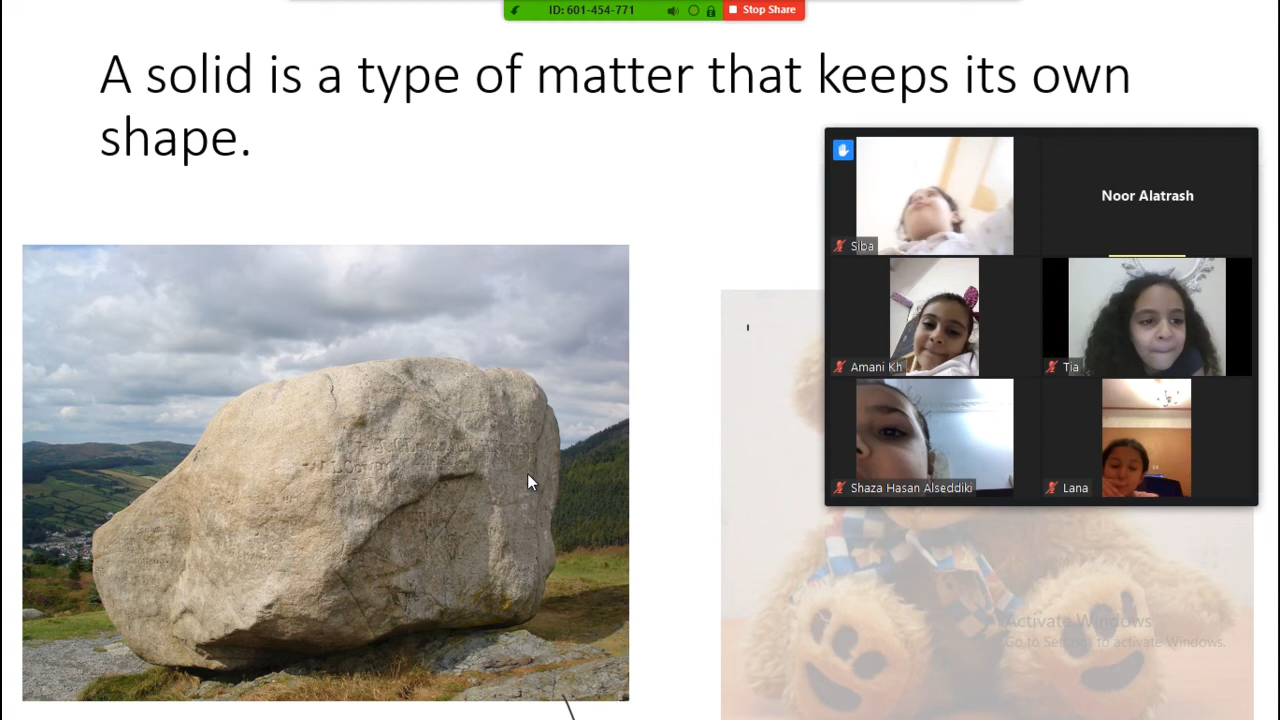 ID: 601-454-771
Stop Share
A solid is a type of matter that keeps its own
shape.
Siba
Noor Alatrash
Amani Kh
Tia
Shaza Hasan Alseddiki
Lana
Activate Windows
Go to Settings to activate Windows.